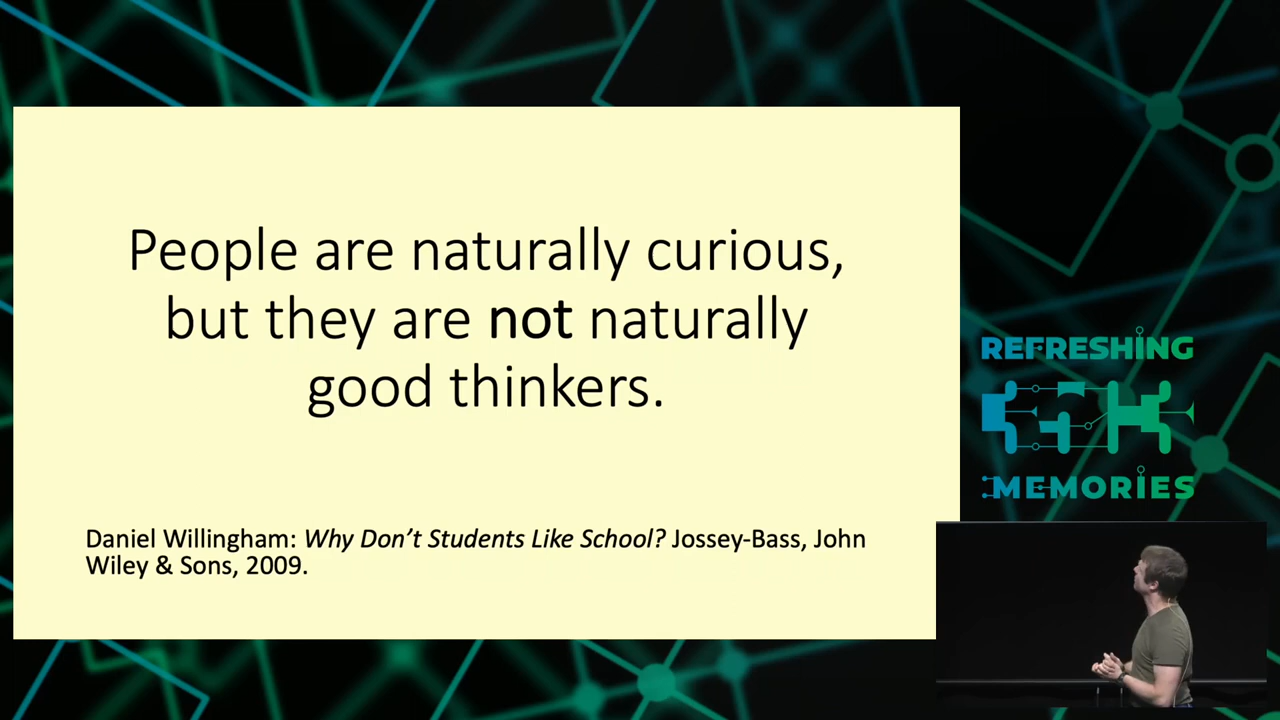 People are naturally curious,
but they are not naturally
good thinkers.
Daniel Willingham: Why Don’t Students Like School? Jossey-Bass, John
Wiley & Sons, 2009.
REFRESHING
MEMORIES